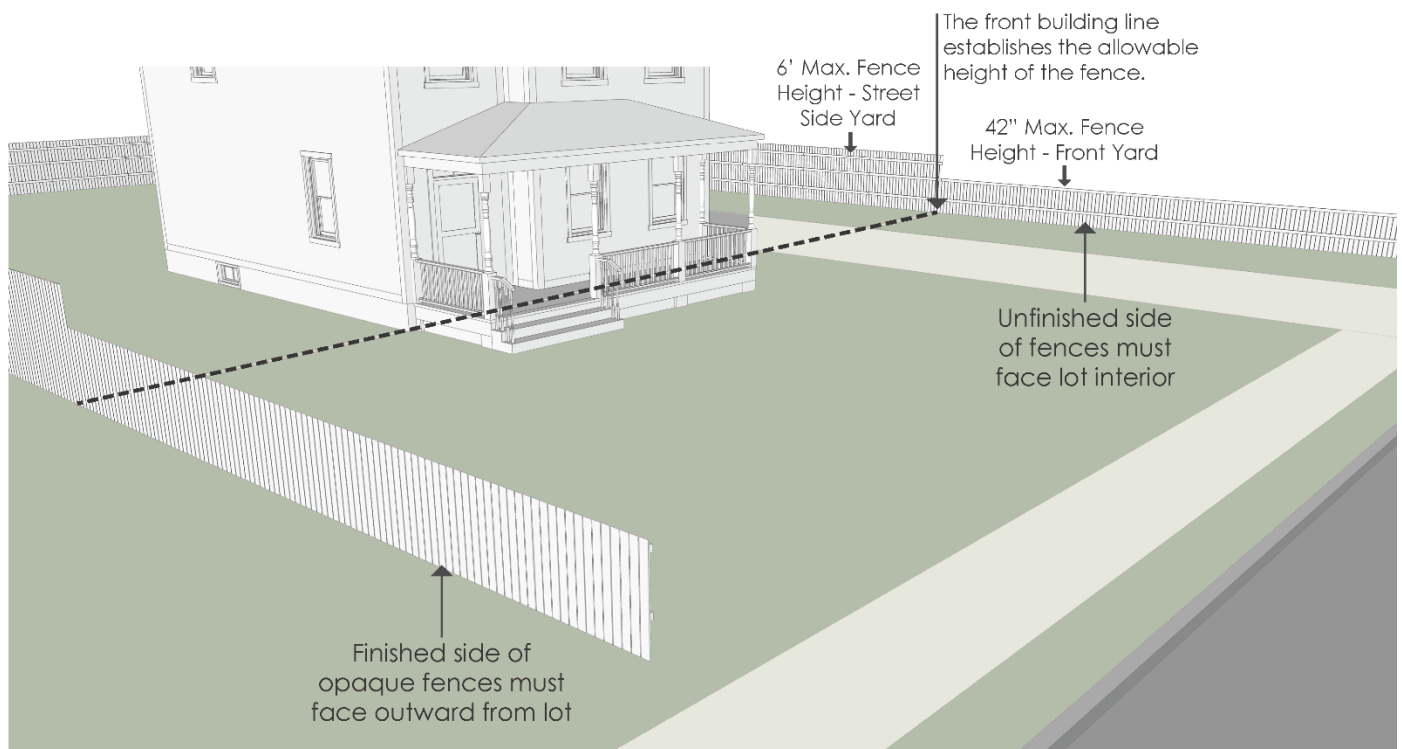 The front building line
establishes the allowable
height of the fence.
6’ Max. Fence
Height - Street
Side Yard
42” Max. Fence
Height - Front Yard
Unfinished side
of fences must
face lot interior
Finished side of
opaque fences must
face outward from lot